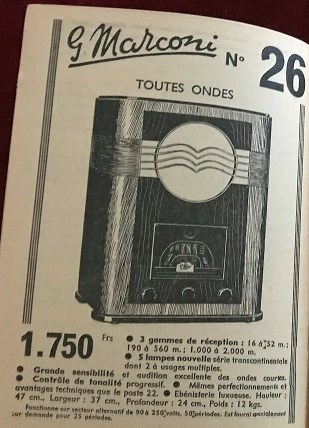 G. Marconi N° 26
TOUTES ONDES
1.750 Frs
● 3 gammes de réception : 16 à 52 m ;
190 à 560 m ; 1.000 à 2.000 m.
● 5 lampes nouvelle série transcontinentale
dont 2 à usages multiples.
● Grande sensibilité et audition excellente des ondes courtes.
● Contrôle de tonalité progressif. ● Mêmes perfectionnements et
avantages techniques que le poste 22. ● Ebénisterie luxueuse. Hauteur :
47 cm., Largeur : 37 cm., Profondeur : 24 cm., Poids : 12 kgs.
Fonctionne sur secteur alternatif de 90 à 250 volts, 50 périodes. Est fourni spécialement
sur demande pour 25 périodes.